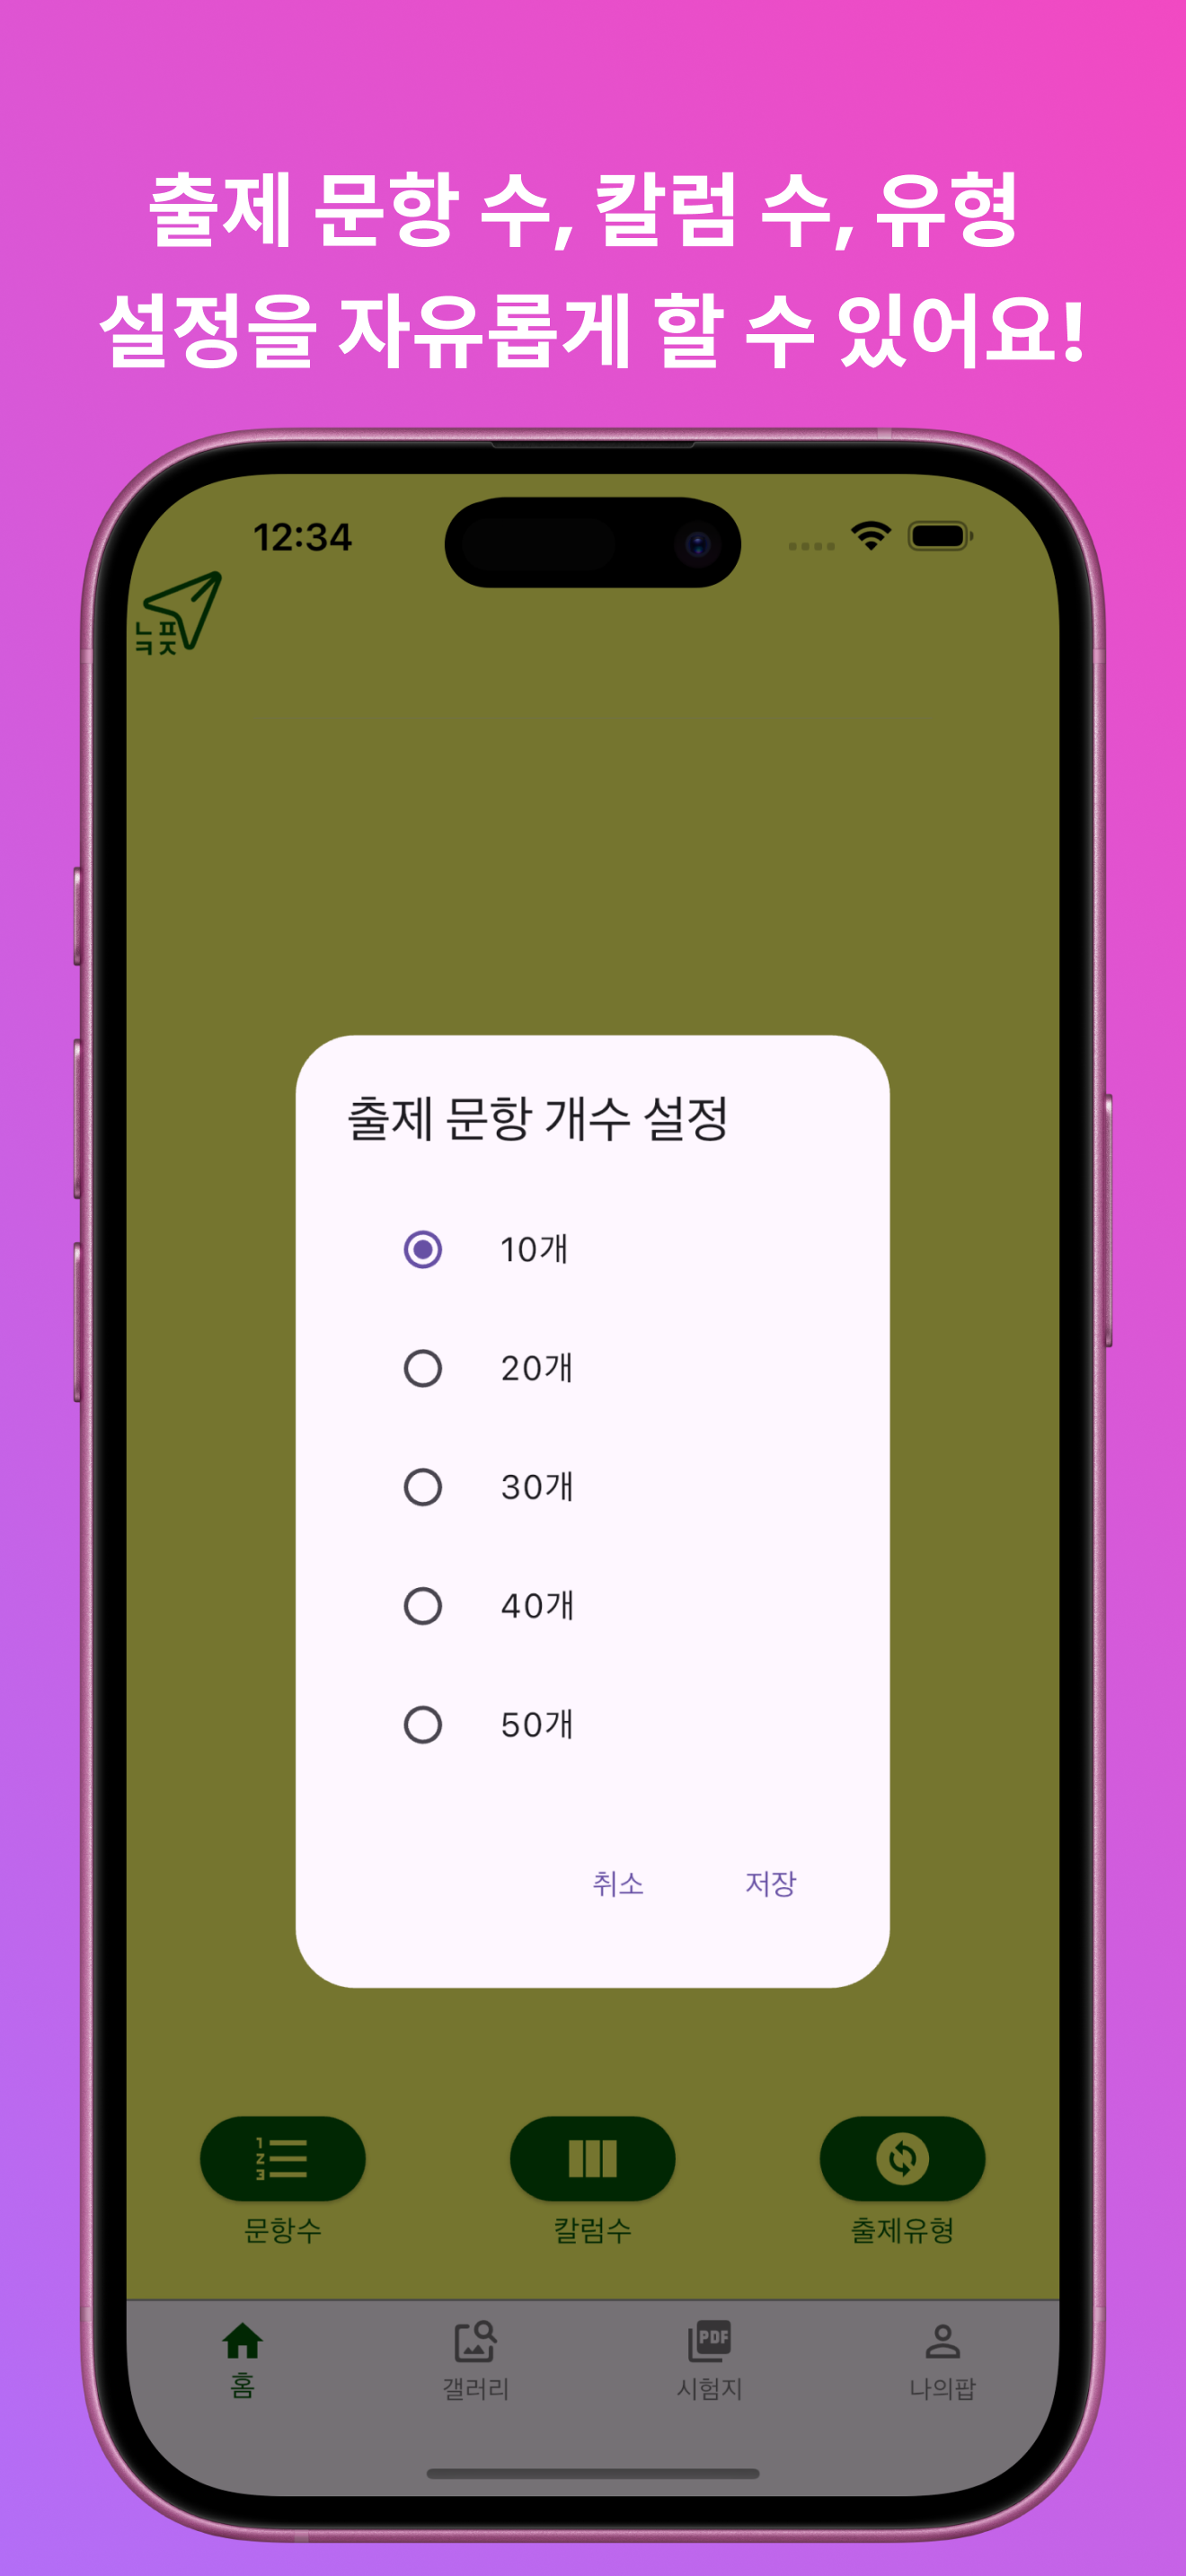 출제 문항 수, 칼럼 수, 유형
설정을 자유롭게 할 수 있어요!
12:34
출제 문항 개수 설정
10개
20개
30개
40개
50개
취소 저장
1
2
3
문항수 칼럼수 출제유형
PDF
홈 갤러리 시험지 나의팝